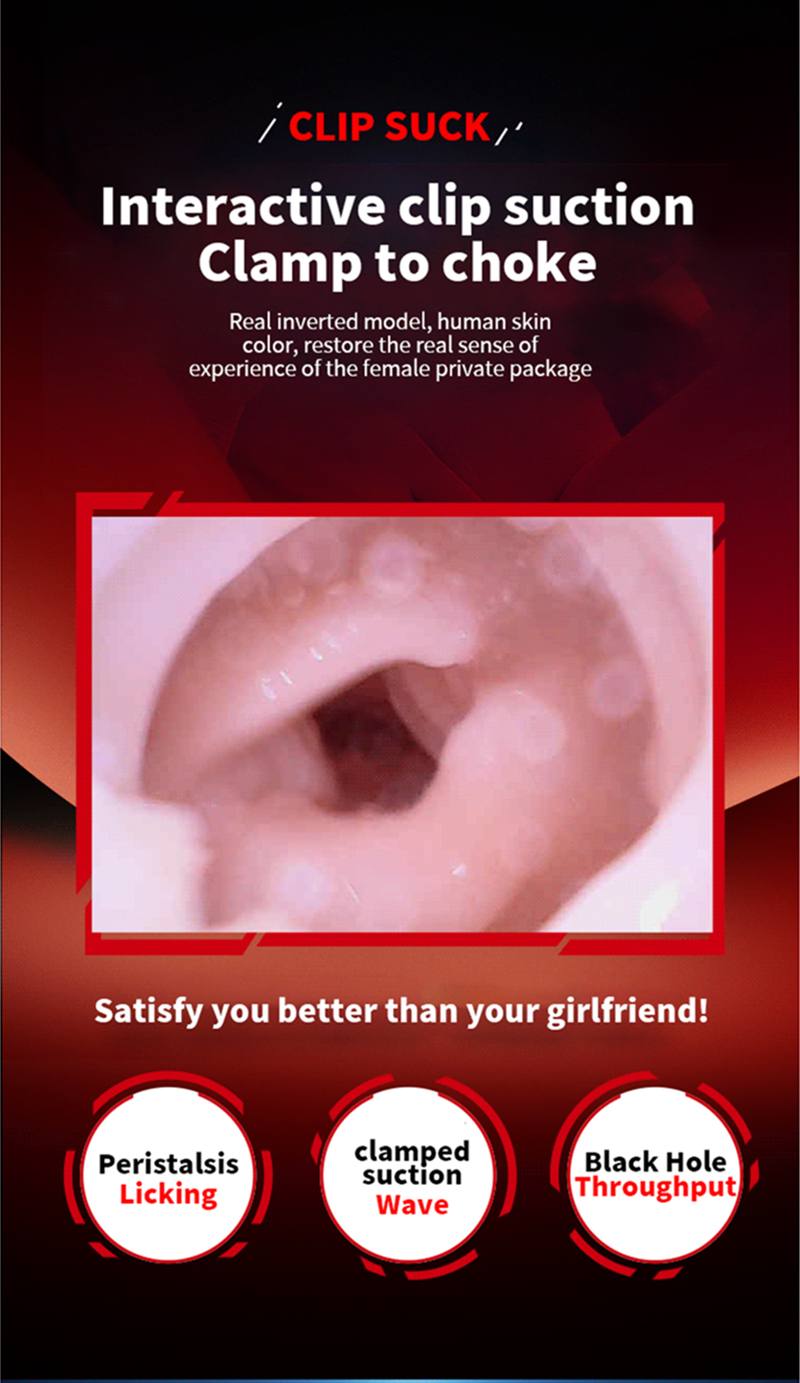 CLIP SUCK
Interactive clip suction
Clamp to choke
Real inverted model, human skin
color, restore the real sense of
experience of the female private package
Satisfy you better than your girlfriend!
Peristalsis
Licking
clamped
suction
Wave
Black Hole
Throughput